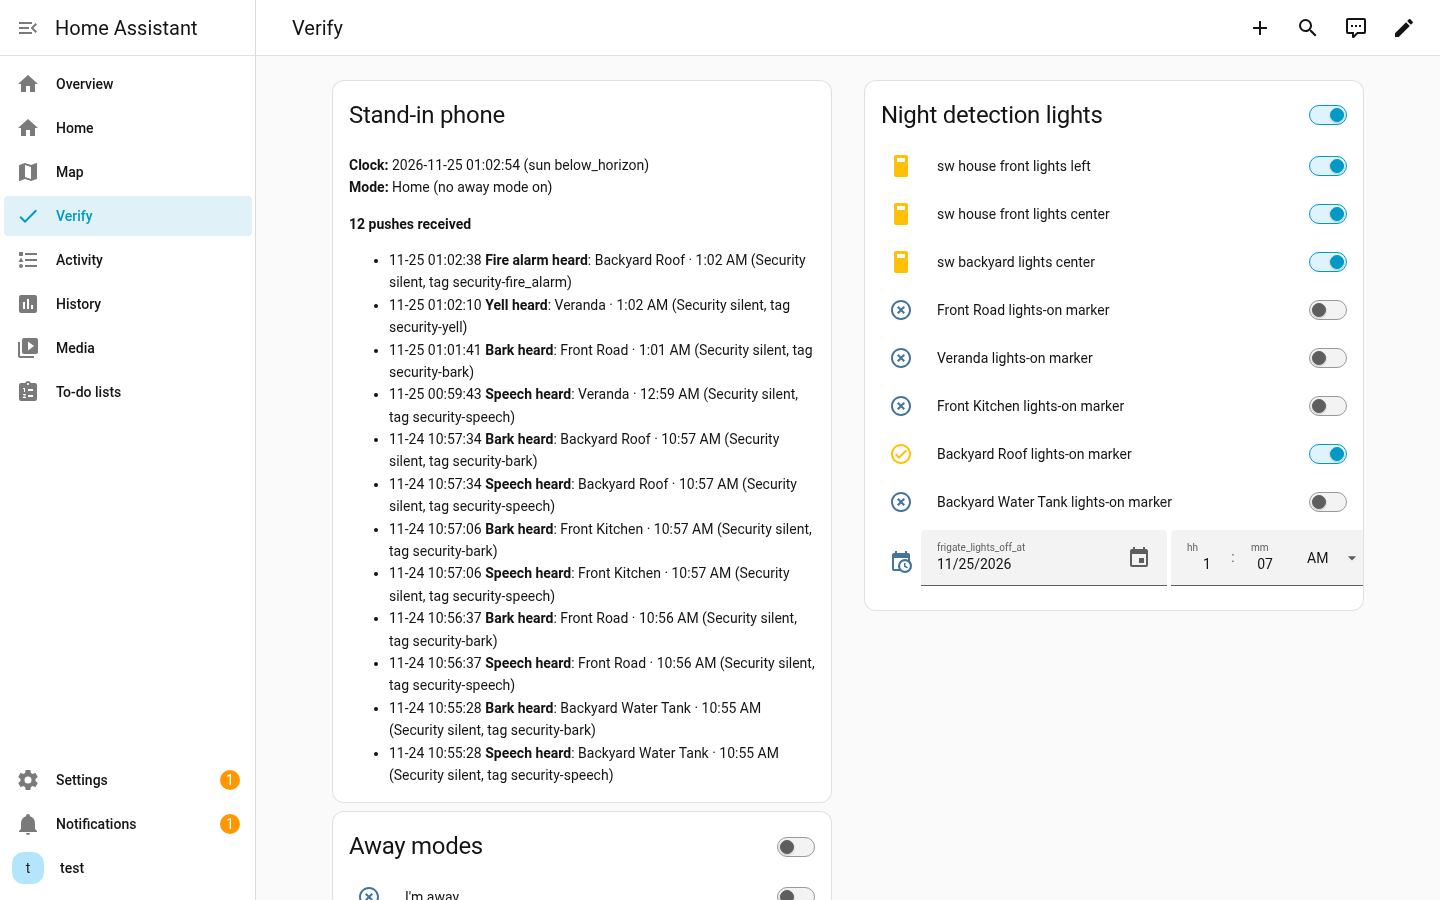 Home Assistant
Verify
Overview
Home
Map
Verify
Activity
History
Media
To-do lists
Settings
1
Notifications
1
t
test
Stand-in phone
Clock: 2026-11-25 01:02:54 (sun below_horizon)
Mode: Home (no away mode on)
12 pushes received
11-25 01:02:38 Fire alarm heard: Backyard Roof · 1:02 AM (Security
silent, tag security-fire_alarm)
11-25 01:02:10 Yell heard: Veranda · 1:02 AM (Security silent, tag
security-yell)
11-25 01:01:41 Bark heard: Front Road · 1:01 AM (Security silent, tag
security-bark)
11-25 00:59:43 Speech heard: Veranda · 12:59 AM (Security silent,
tag security-speech)
11-24 10:57:34 Bark heard: Backyard Roof · 10:57 AM (Security
silent, tag security-bark)
11-24 10:57:34 Speech heard: Backyard Roof · 10:57 AM (Security
silent, tag security-speech)
11-24 10:57:06 Bark heard: Front Kitchen · 10:57 AM (Security silent,
tag security-bark)
11-24 10:57:06 Speech heard: Front Kitchen · 10:57 AM (Security
silent, tag security-speech)
11-24 10:56:37 Bark heard: Front Road · 10:56 AM (Security silent,
tag security-bark)
11-24 10:56:37 Speech heard: Front Road · 10:56 AM (Security silent,
tag security-speech)
11-24 10:55:28 Bark heard: Backyard Water Tank · 10:55 AM
(Security silent, tag security-bark)
11-24 10:55:28 Speech heard: Backyard Water Tank · 10:55 AM
(Security silent, tag security-speech)
Away modes
I'm away
Night detection lights
sw house front lights left
sw house front lights center
sw backyard lights center
Front Road lights-on marker
Veranda lights-on marker
Front Kitchen lights-on marker
Backyard Roof lights-on marker
Backyard Water Tank lights-on marker
frigate_lights_off_at
11/25/2026
hh
1
:
mm
07
AM